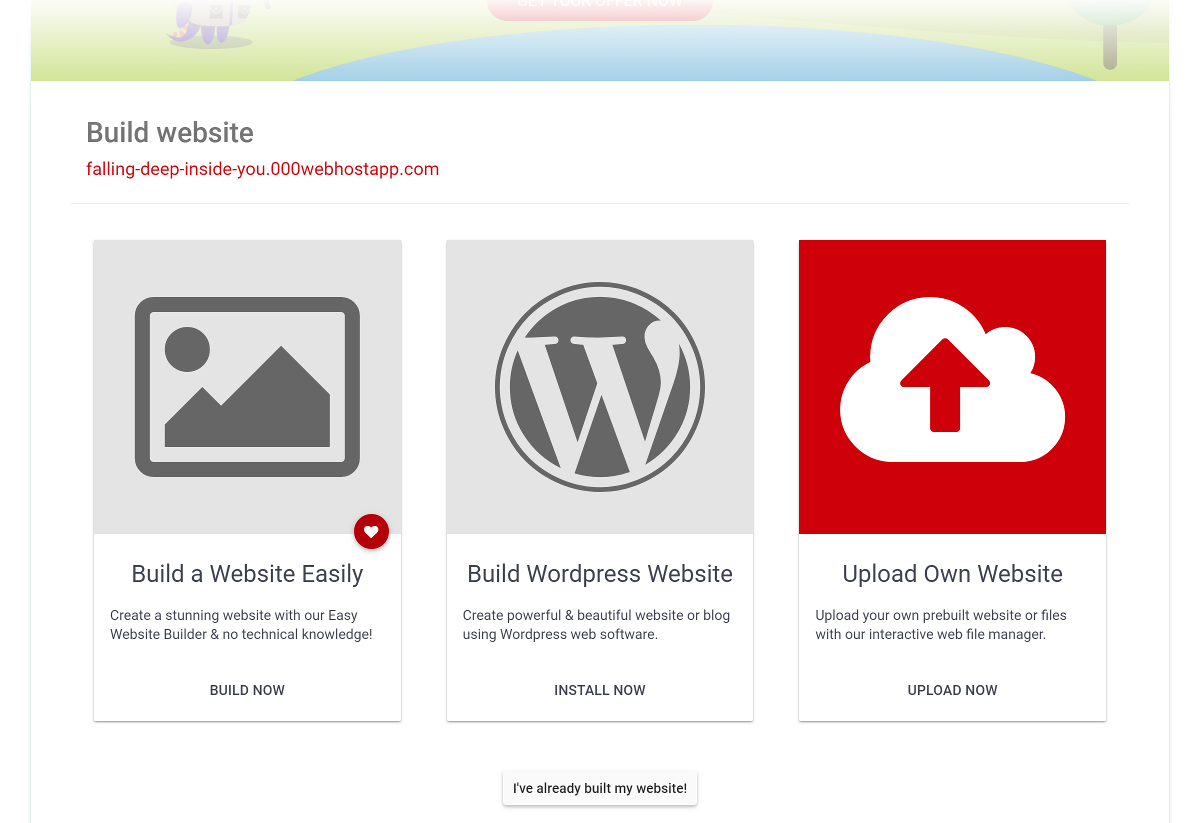 GET YOUR OFFER NOW
Build website
falling-deep-inside-you.000webhostapp.com
Build a Website Easily
Create a stunning website with our Easy
Website Builder & no technical knowledge!
BUILD NOW
Build Wordpress Website
Create powerful & beautiful website or blog
using Wordpress web software.
INSTALL NOW
Upload Own Website
Upload your own prebuilt website or files
with our interactive web file manager.
UPLOAD NOW
I've already built my website!